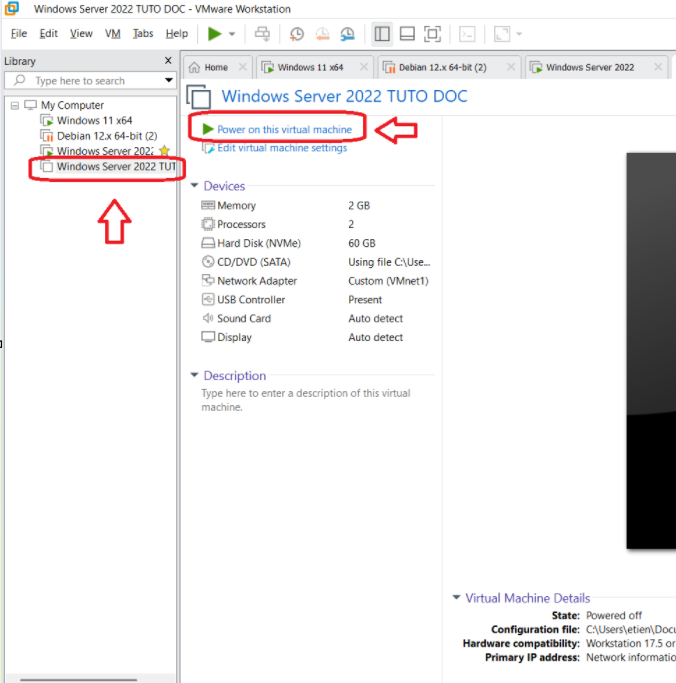 Windows Server 2022 TUTO DOC - VMware Workstation
File Edit View VM Tabs Help
Library X
Type here to search
Home Windows 11 x64 Debian 12.x 64-bit (2) Windows Server 2022
My Computer
Windows 11 x64
Debian 12.x 64-bit (2)
Windows Server 2022
Windows Server 2022 TUT
Windows Server 2022 TUTO DOC
Power on this virtual machine
Edit virtual machine settings
Devices
Memory 2 GB
Processors 2
Hard Disk (NVMe) 60 GB
CD/DVD (SATA) Using file C:\Use...
Network Adapter Custom (VMnet1)
USB Controller Present
Sound Card Auto detect
Display Auto detect
Description
Type here to enter a description of this virtual
machine.
Virtual Machine Details
State: Powered off
Configuration file: C:\Users\etien\Docu
Hardware compatibility: Workstation 17.5 or
Primary IP address: Network informatio